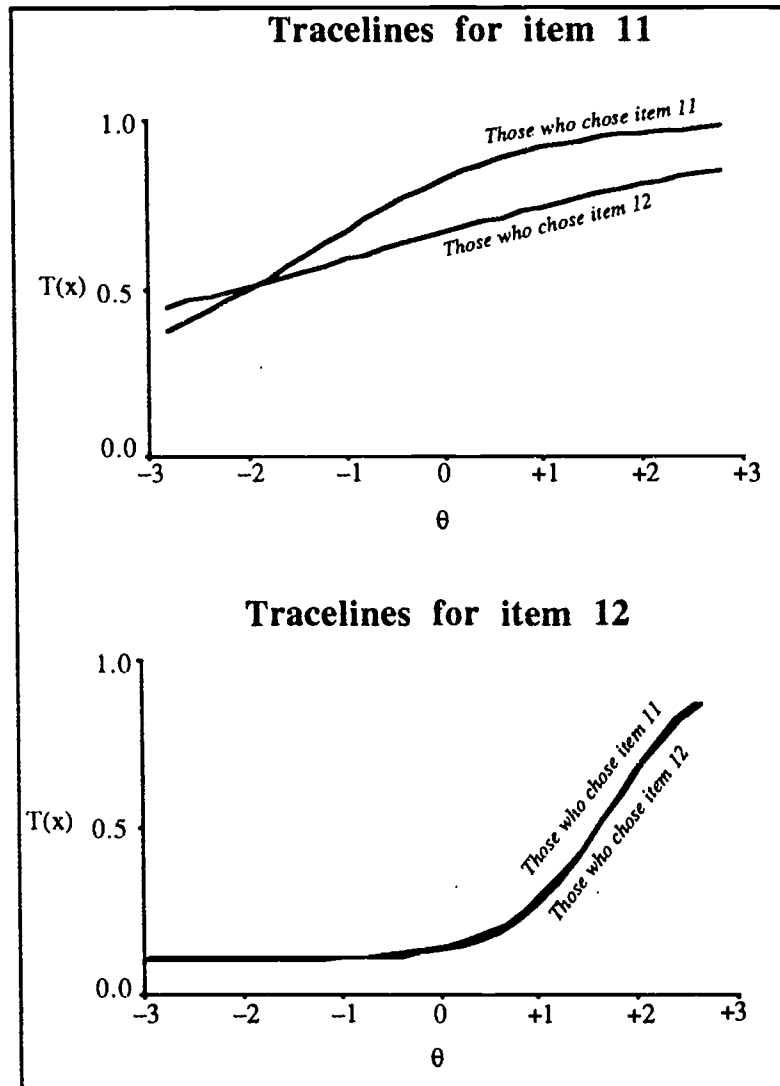 Tracelines for item 11
1.0
Those who chose item 11
Those who chose item 12
T(x) 0.5
0.0
-3 -2 -1 0 +1 +2 +3
θ
Tracelines for item 12
1.0
Those who chose item 11
Those who chose item 12
T(x) 0.5
0.0
-3 -2 -1 0 +1 +2 +3
θ